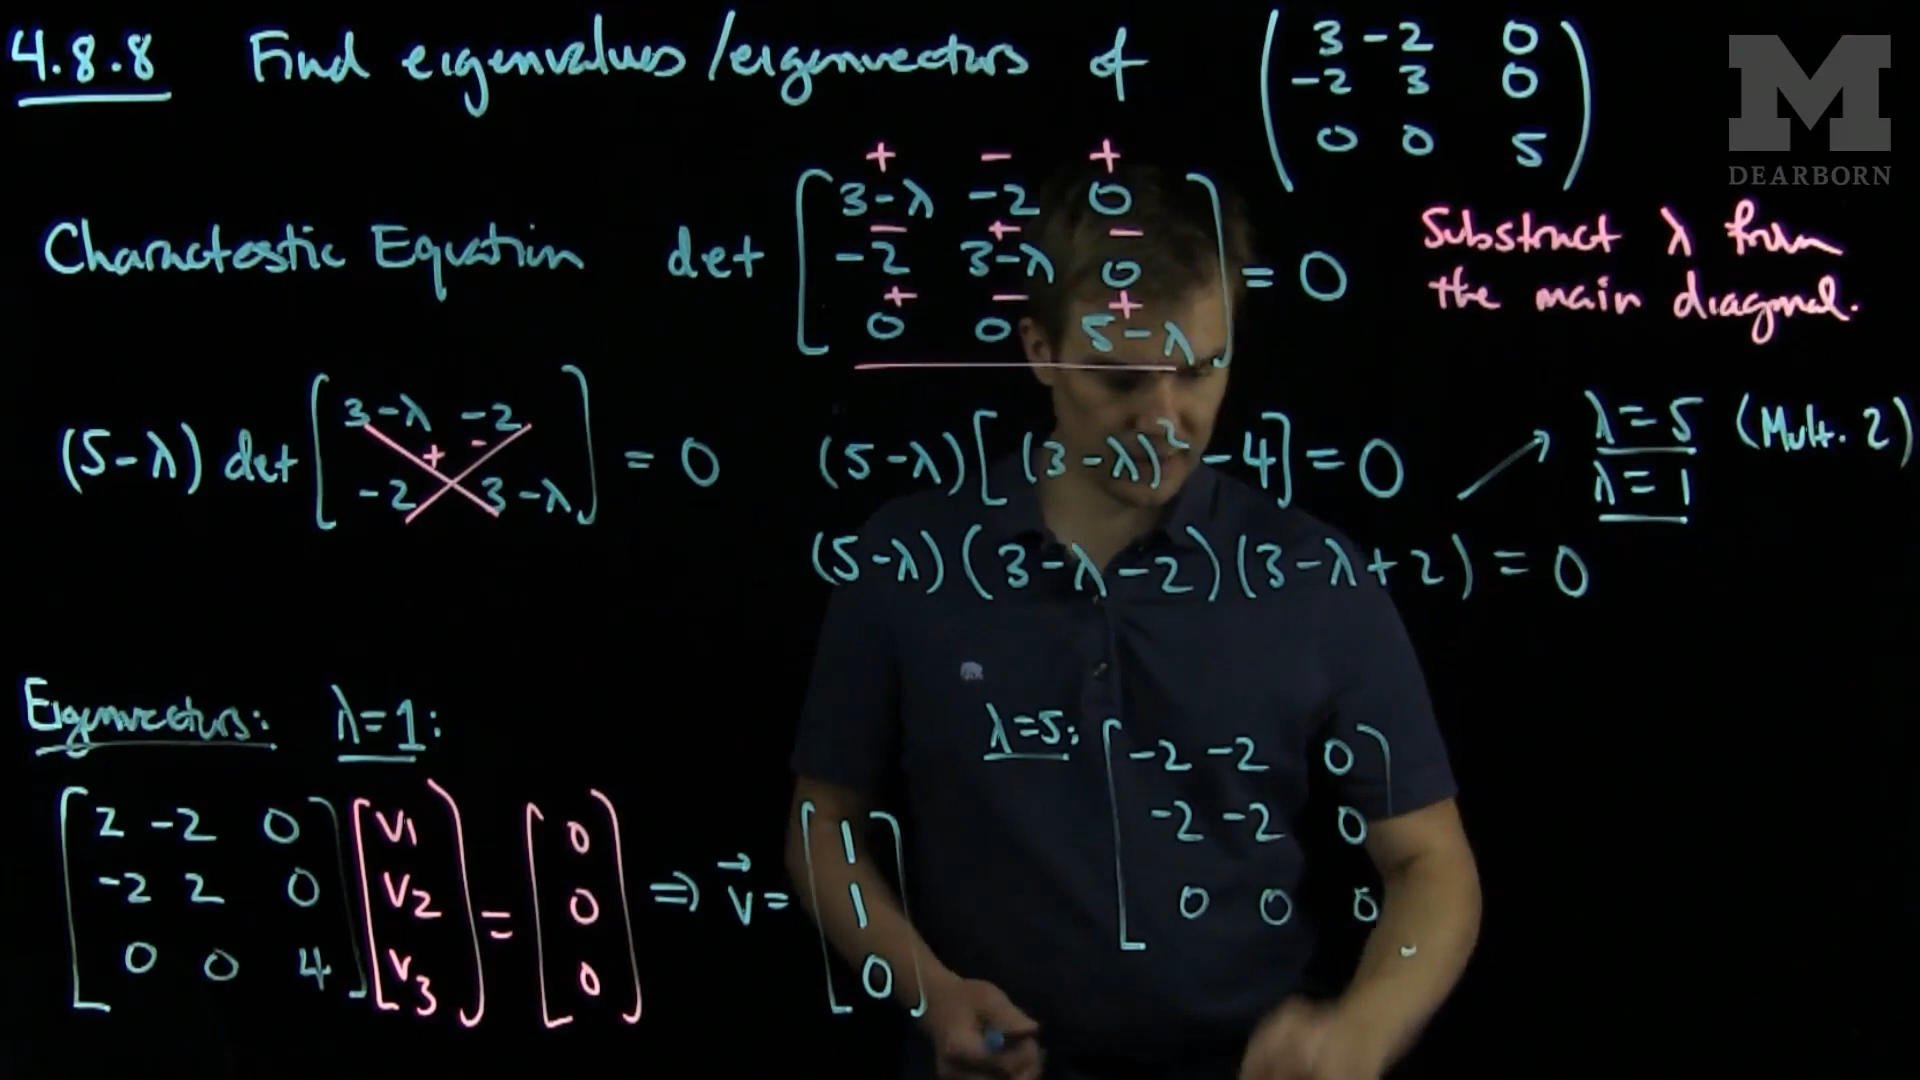 4.8.8 Find eigenvalues/eigenvectors of ( 3 -2 0
-2 3 0
0 0 5 )
M
DEARBORN
+ - +
3-λ -2 0
- + -
Charactestic Equation det [ -2 3-λ 0 ] = 0
+ - +
0 0 5-λ
Substruct λ from
the main diagonal.
(5-λ) det [ 3-λ -2
+ -
-2 3-λ ] = 0
(5-λ)[(3-λ)² - 4] = 0
(5-λ)(3-λ-2)(3-λ+2) = 0
λ=5 (Mult. 2)
λ=1
Eigenvectors: λ=1:
[ 2 -2 0 ] [ v1 ] [ 0 ] [ 1 ]
[ -2 2 0 ] [ v2 ] = [ 0 ] ⇒ v⃗ = [ 1 ]
[ 0 0 4 ] [ v3 ] [ 0 ] [ 0 ]
λ=5: [ -2 -2 0
-2 -2 0
0 0 0